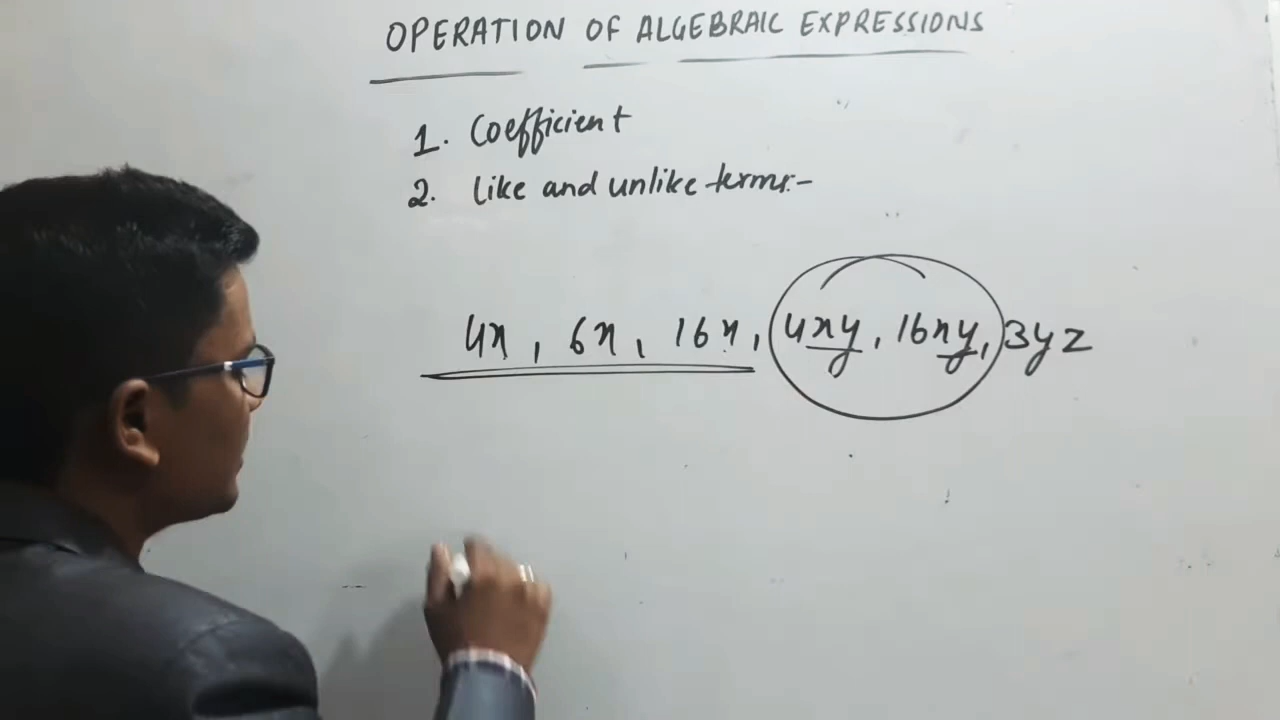 OPERATION OF ALGEBRAIC EXPRESSIONS
1. Coefficient
2. Like and unlike terms:-
4x, 6x, 16x, 4xy, 16xy, 3yz